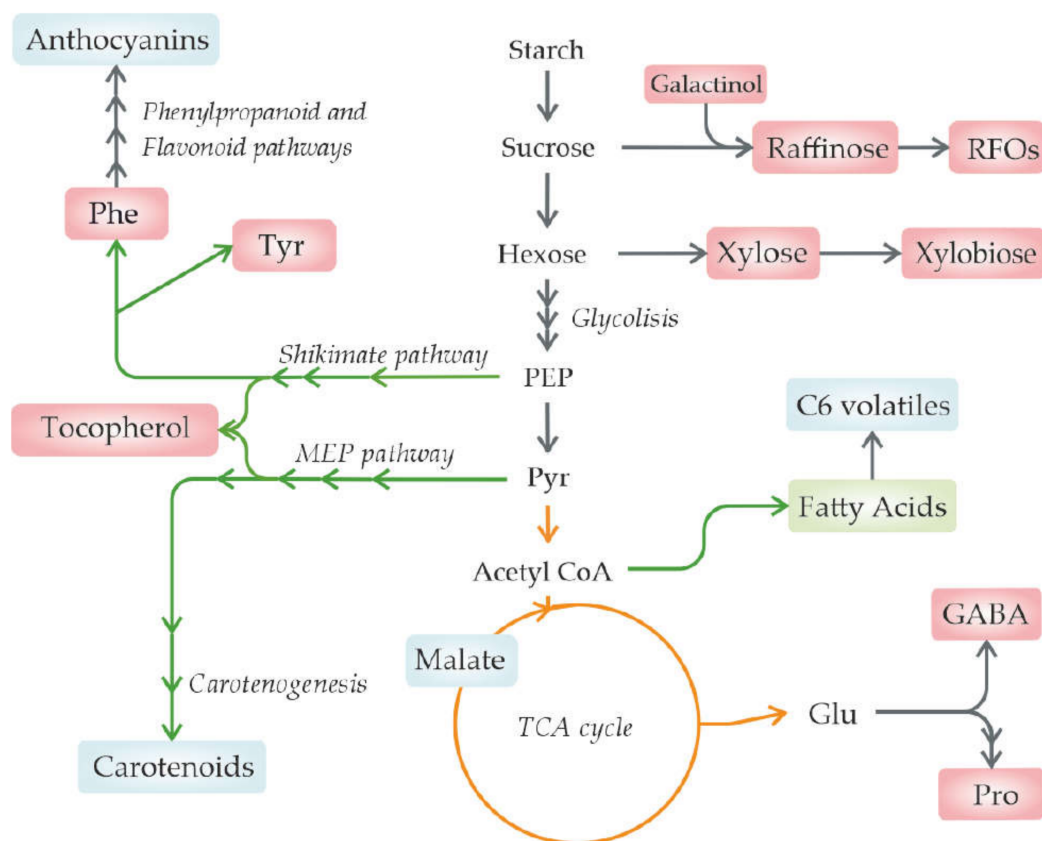 Anthocyanins
Starch
Phenylpropanoid and
Flavonoid pathways
Galactinol
Sucrose
Raffinose
RFOs
Phe
Tyr
Hexose
Xylose
Xylobiose
Glycolisis
Shikimate pathway
PEP
C6 volatiles
Tocopherol
MEP pathway
Pyr
Fatty Acids
Acetyl CoA
GABA
Malate
Carotenogenesis
TCA cycle
Glu
Carotenoids
Pro